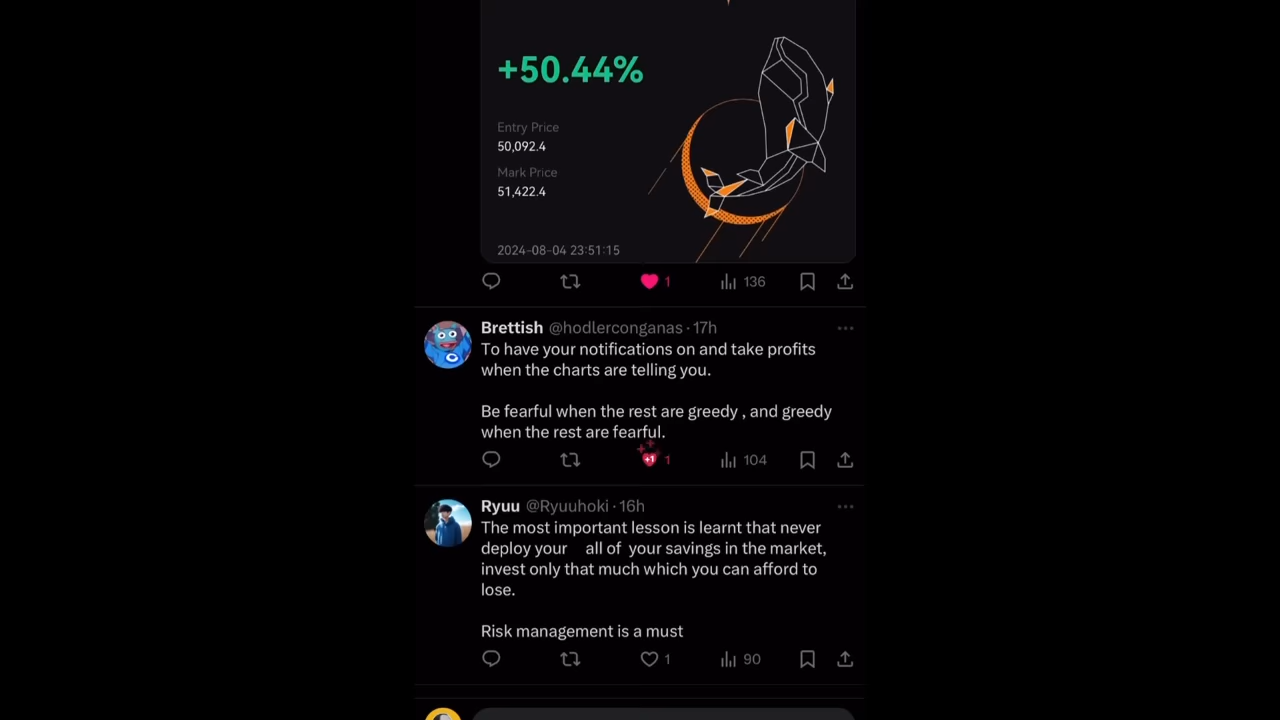 +50.44%
Entry Price
50,092.4
Mark Price
51,422.4
2024-08-04 23:51:15
1
136
Brettish @hodlerconganas · 17h
To have your notifications on and take profits
when the charts are telling you.
Be fearful when the rest are greedy , and greedy
when the rest are fearful.
+1 1
104
Ryuu @Ryuuhoki · 16h
The most important lesson is learnt that never
deploy your all of your savings in the market,
invest only that much which you can afford to
lose.
Risk management is a must
1
90